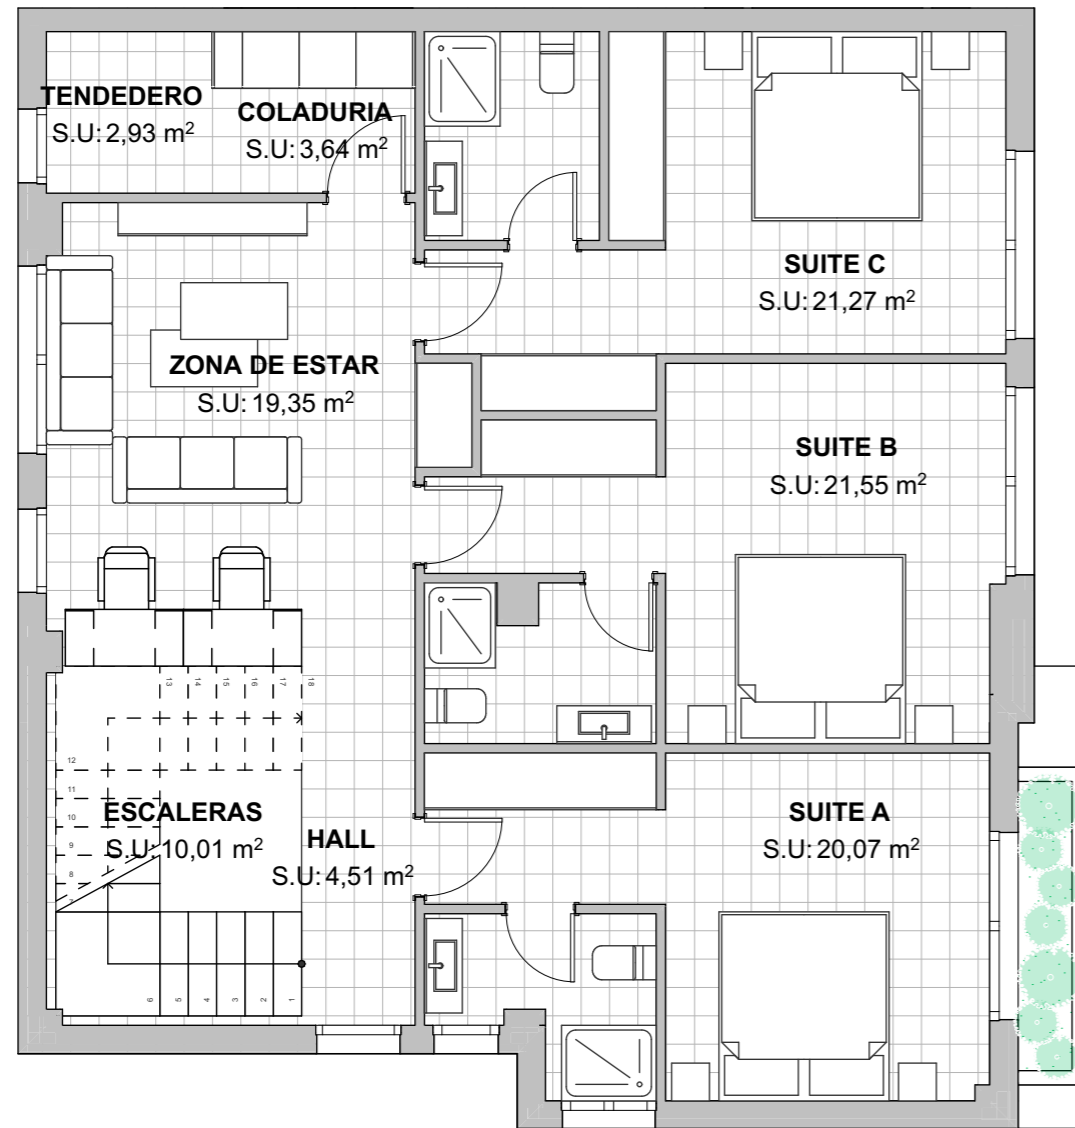 TENDEDERO
S.U: 2,93 m²
COLADURIA
S.U: 3,64 m²
SUITE C
S.U: 21,27 m²
ZONA DE ESTAR
S.U: 19,35 m²
SUITE B
S.U: 21,55 m²
13 14 15 16 17 18
12
11
10
9
8
ESCALERAS
S.U: 10,01 m²
HALL
S.U: 4,51 m²
SUITE A
S.U: 20,07 m²
6 5 4 3 2 1